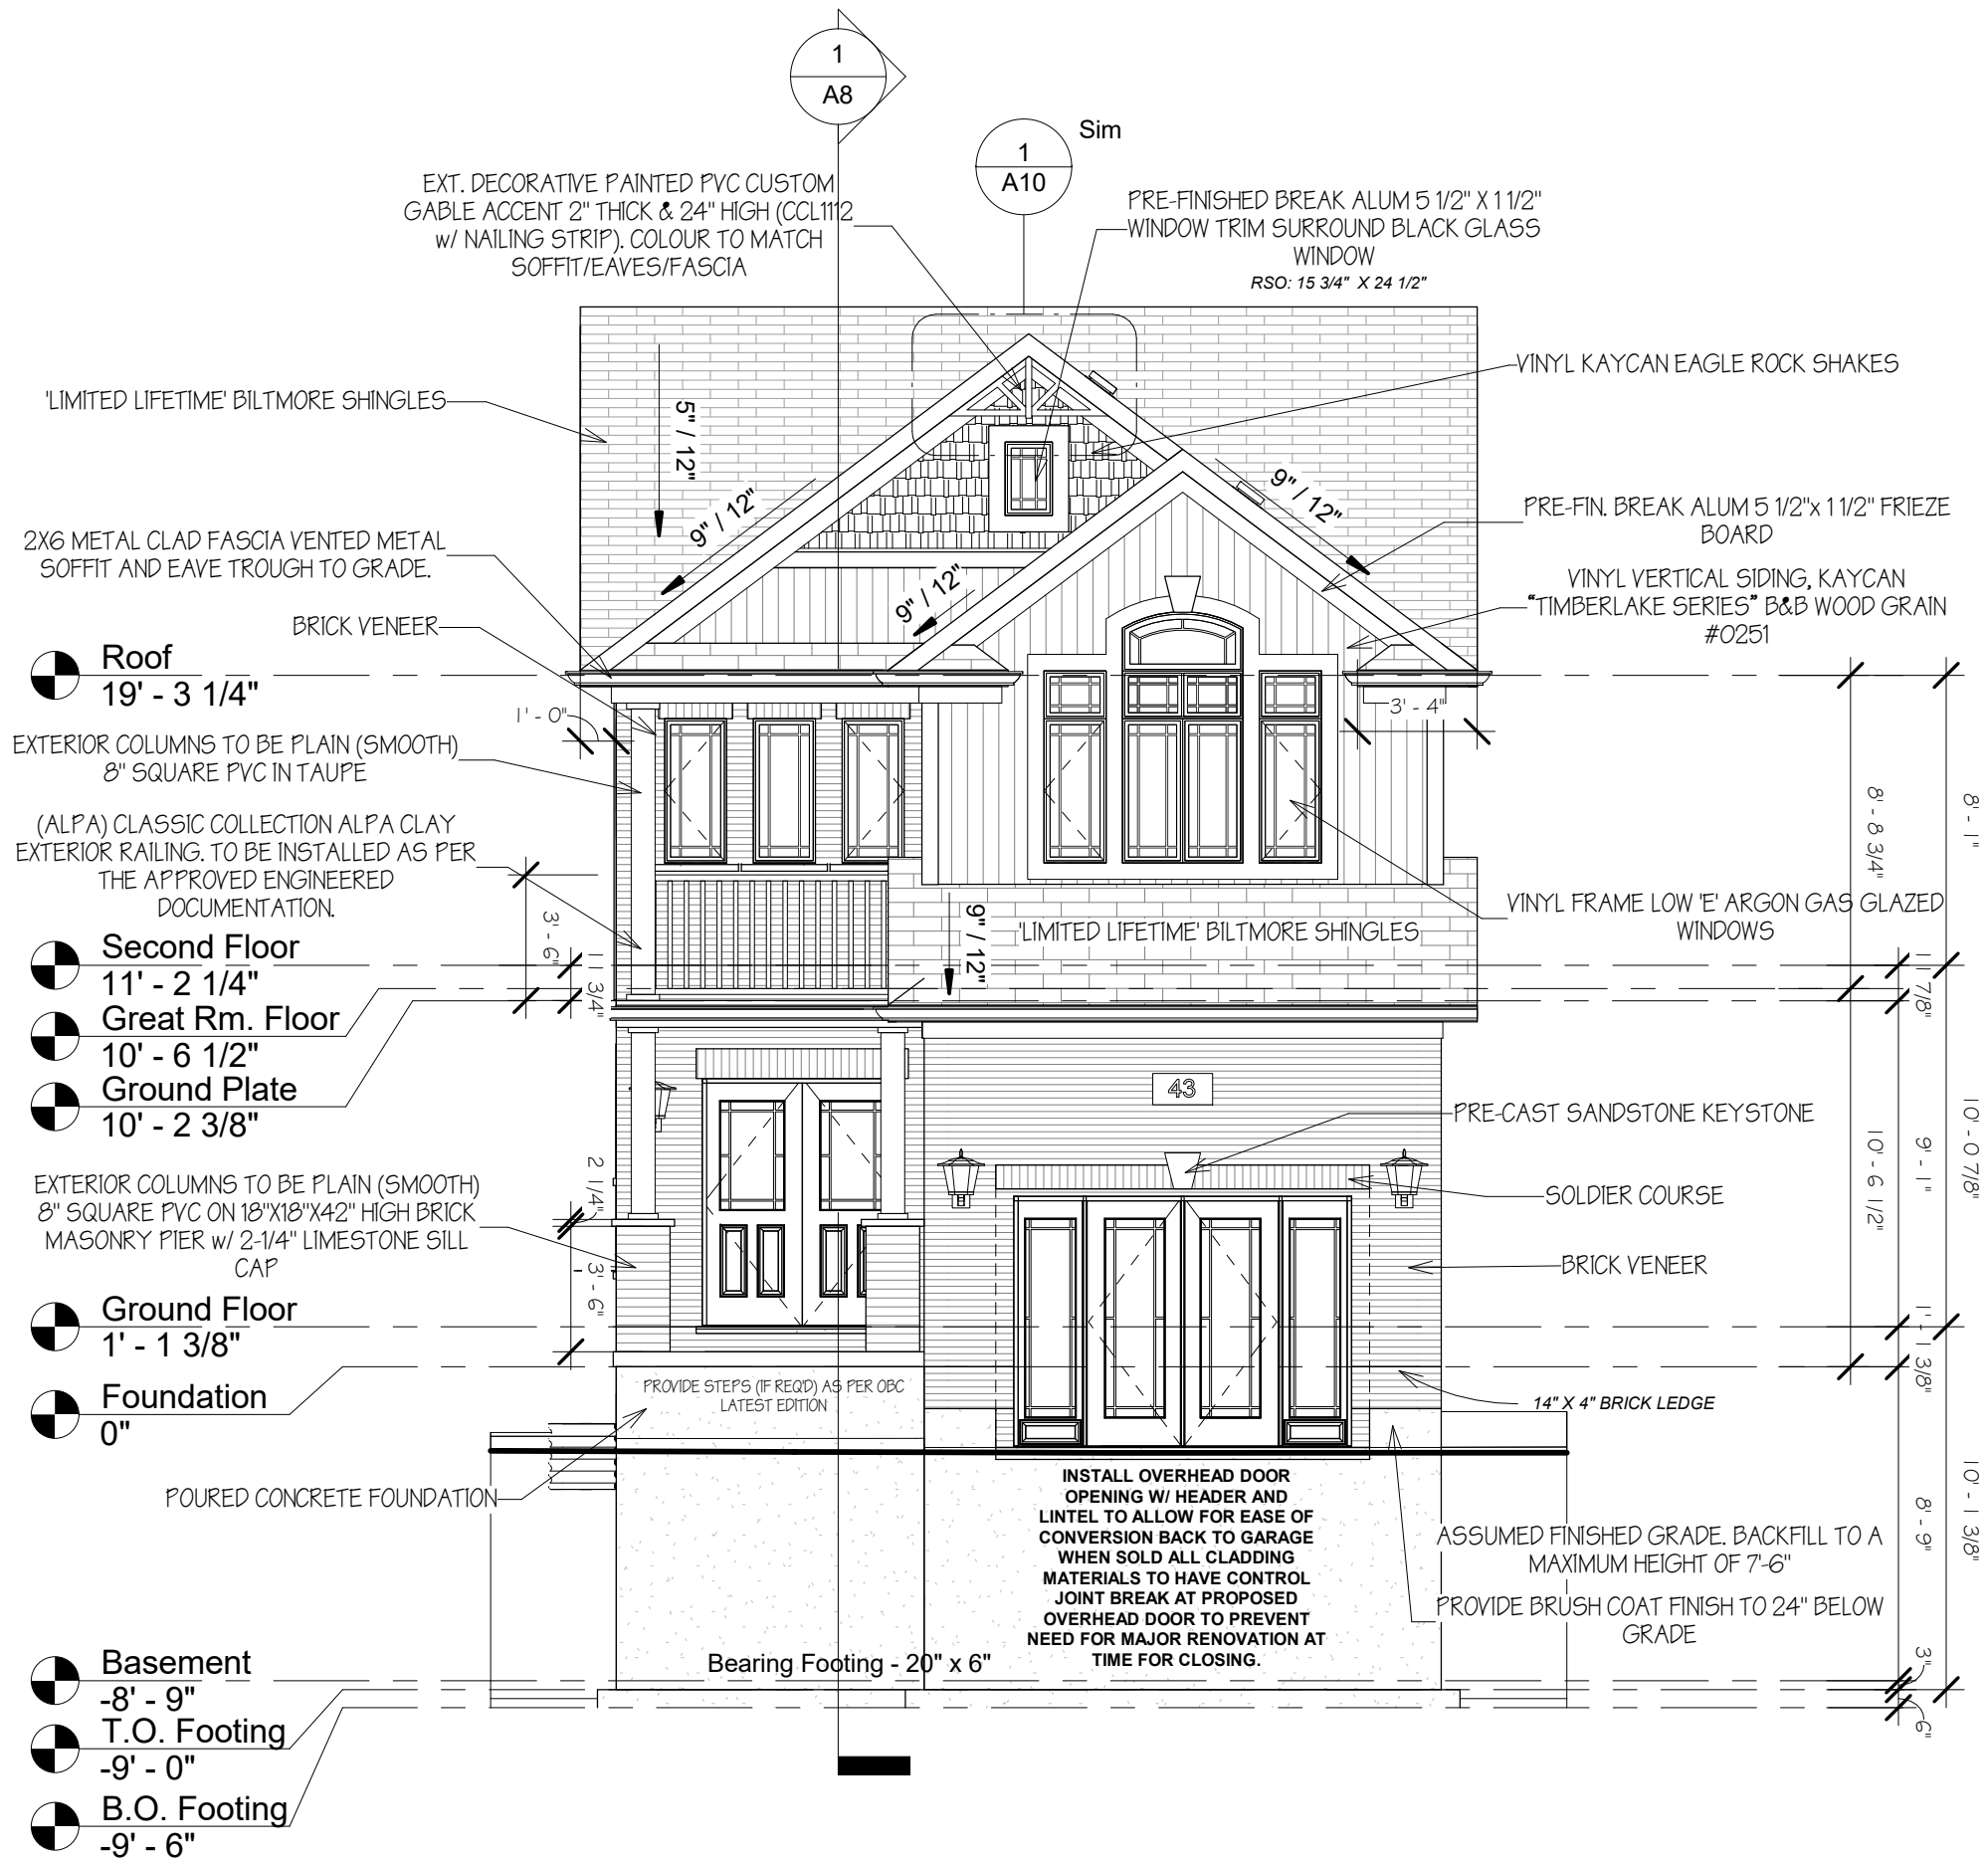 1
A8
1
A10
Sim
EXT. DECORATIVE PAINTED PVC CUSTOM
GABLE ACCENT 2" THICK & 24" HIGH (CCL1112
w/ NAILING STRIP). COLOUR TO MATCH
SOFFIT/EAVES/FASCIA
PRE-FINISHED BREAK ALUM 5 1/2" X 1 1/2"
WINDOW TRIM SURROUND BLACK GLASS
WINDOW
RSO: 15 3/4" X 24 1/2"
VINYL KAYCAN EAGLE ROCK SHAKES
'LIMITED LIFETIME' BILTMORE SHINGLES
5" / 12"
9" / 12"
9" / 12"
9" / 12"
PRE-FIN. BREAK ALUM 5 1/2"x 1 1/2" FRIEZE
BOARD
2X6 METAL CLAD FASCIA VENTED METAL
SOFFIT AND EAVE TROUGH TO GRADE.
VINYL VERTICAL SIDING, KAYCAN
"TIMBERLAKE SERIES" B&B WOOD GRAIN
#0251
BRICK VENEER
Roof
19' - 3 1/4"
1' - 0"
3' - 4"
EXTERIOR COLUMNS TO BE PLAIN (SMOOTH)
8" SQUARE PVC IN TAUPE
8' - 8 3/4"
8' - 1"
(ALPA) CLASSIC COLLECTION ALPA CLAY
EXTERIOR RAILING. TO BE INSTALLED AS PER
THE APPROVED ENGINEERED
DOCUMENTATION.
3' - 6"
9" / 12"
'LIMITED LIFETIME' BILTMORE SHINGLES
VINYL FRAME LOW 'E' ARGON GAS GLAZED
WINDOWS
Second Floor
11' - 2 1/4"
11 3/4"
11 7/8"
Great Rm. Floor
10' - 6 1/2"
Ground Plate
10' - 2 3/8"
43
PRE-CAST SANDSTONE KEYSTONE
10' - 6 1/2"
9' - 1"
10' - 0 7/8"
2 1/4"
EXTERIOR COLUMNS TO BE PLAIN (SMOOTH)
8" SQUARE PVC ON 18"X18"X42" HIGH BRICK
MASONRY PIER w/ 2-1/4" LIMESTONE SILL
CAP
SOLDIER COURSE
BRICK VENEER
3' - 6"
Ground Floor
1' - 1 3/8"
1' - 1 3/8"
Foundation
0"
PROVIDE STEPS (IF REQ'D) AS PER OBC
LATEST EDITION
14" X 4" BRICK LEDGE
POURED CONCRETE FOUNDATION
INSTALL OVERHEAD DOOR
OPENING W/ HEADER AND
LINTEL TO ALLOW FOR EASE OF
CONVERSION BACK TO GARAGE
WHEN SOLD ALL CLADDING
MATERIALS TO HAVE CONTROL
JOINT BREAK AT PROPOSED
OVERHEAD DOOR TO PREVENT
NEED FOR MAJOR RENOVATION AT
TIME FOR CLOSING.
ASSUMED FINISHED GRADE. BACKFILL TO A
MAXIMUM HEIGHT OF 7'-6"
PROVIDE BRUSH COAT FINISH TO 24" BELOW
GRADE
8' - 9"
10' - 1 3/8"
Bearing Footing - 20" x 6"
Basement
-8' - 9"
3"
T.O. Footing
-9' - 0"
6"
B.O. Footing
-9' - 6"